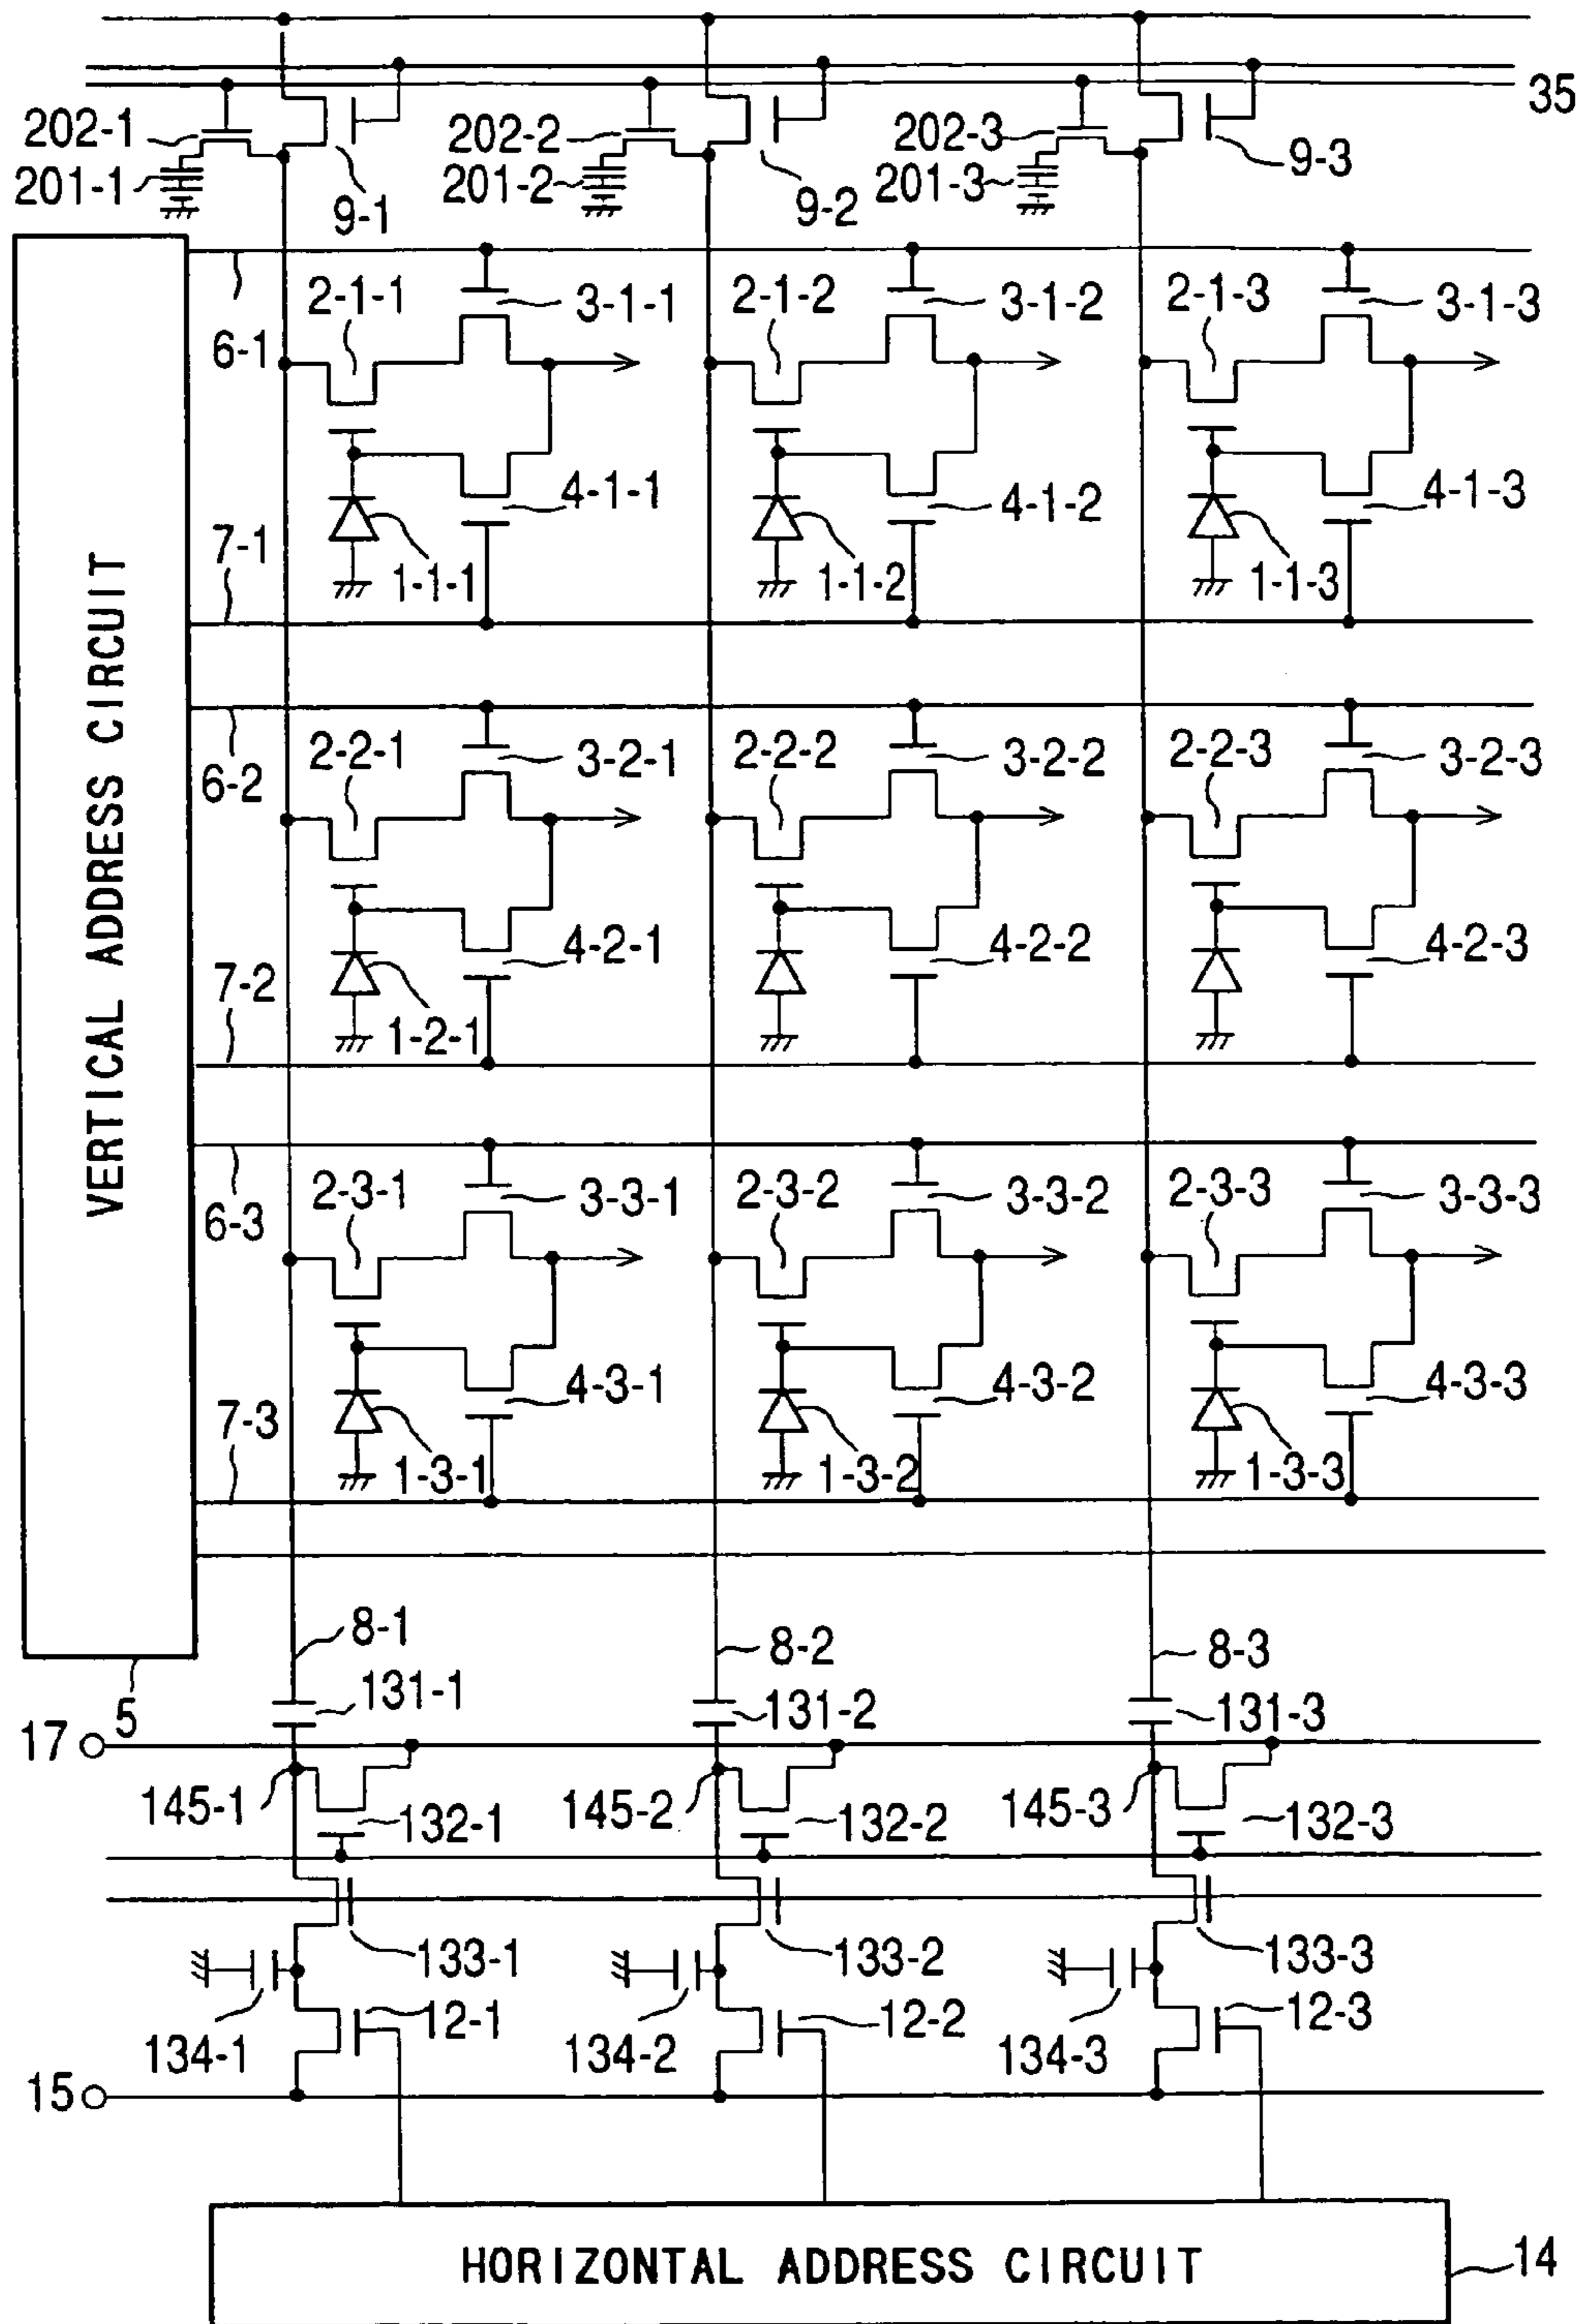 35
202-1 202-2 202-3
201-1 201-2 201-3
9-1 9-2 9-3
2-1-1 3-1-1 2-1-2 3-1-2 2-1-3 3-1-3
6-1
4-1-1 4-1-2 4-1-3
7-1
1-1-1 1-1-2 1-1-3
VERTICAL ADDRESS CIRCUIT
2-2-1 3-2-1 2-2-2 3-2-2 2-2-3 3-2-3
6-2
4-2-1 4-2-2 4-2-3
7-2
1-2-1
2-3-1 3-3-1 2-3-2 3-3-2 2-3-3 3-3-3
6-3
4-3-1 4-3-2 4-3-3
7-3
1-3-1 1-3-2 1-3-3
8-1 8-2 8-3
5 131-1 131-2 131-3
17
145-1 132-1 145-2 132-2 145-3 132-3
133-1 133-2 133-3
134-1 12-1 134-2 12-2 134-3 12-3
15
HORIZONTAL ADDRESS CIRCUIT 14